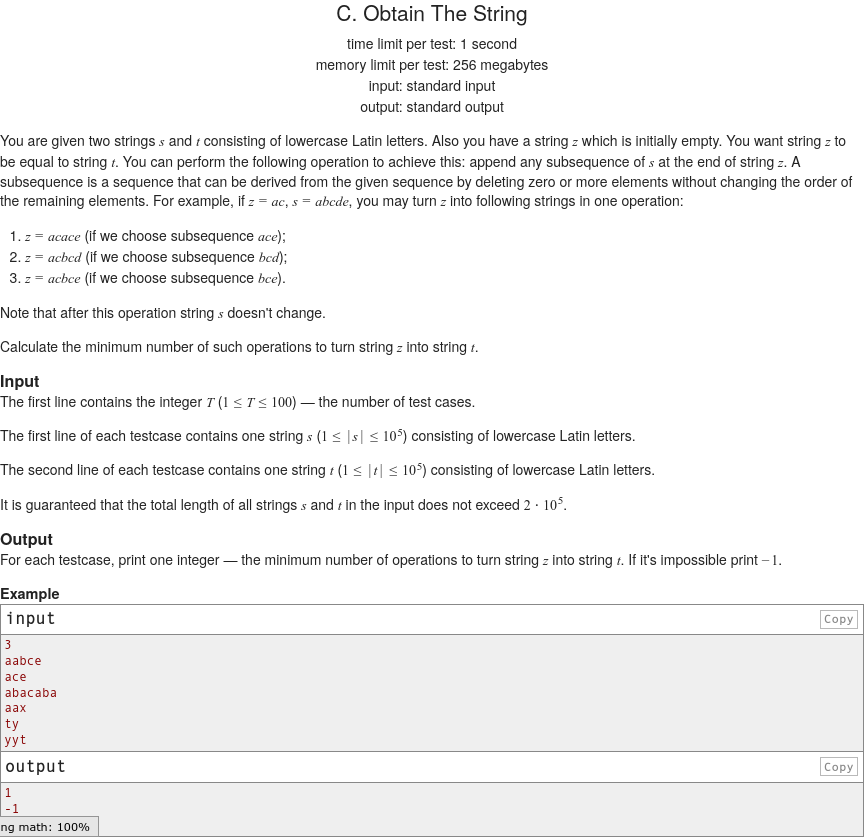 C. Obtain The String
time limit per test: 1 second
memory limit per test: 256 megabytes
input: standard input
output: standard output
You are given two strings s and t consisting of lowercase Latin letters. Also you have a string z which is initially empty. You want string z to
be equal to string t. You can perform the following operation to achieve this: append any subsequence of s at the end of string z. A
subsequence is a sequence that can be derived from the given sequence by deleting zero or more elements without changing the order of
the remaining elements. For example, if z = ac, s = abcde, you may turn z into following strings in one operation:
1. z = acace (if we choose subsequence ace);
2. z = acbcd (if we choose subsequence bcd);
3. z = acbce (if we choose subsequence bce).
Note that after this operation string s doesn't change.
Calculate the minimum number of such operations to turn string z into string t.
Input
The first line contains the integer T (1 ≤ T ≤ 100) — the number of test cases.
The first line of each testcase contains one string s (1 ≤ |s| ≤ 10⁵) consisting of lowercase Latin letters.
The second line of each testcase contains one string t (1 ≤ |t| ≤ 10⁵) consisting of lowercase Latin letters.
It is guaranteed that the total length of all strings s and t in the input does not exceed 2 · 10⁵.
Output
For each testcase, print one integer — the minimum number of operations to turn string z into string t. If it's impossible print −1.
Example
input Copy
3
aabce
ace
abacaba
aax
ty
yyt
output Copy
1
-1
ng math: 100%